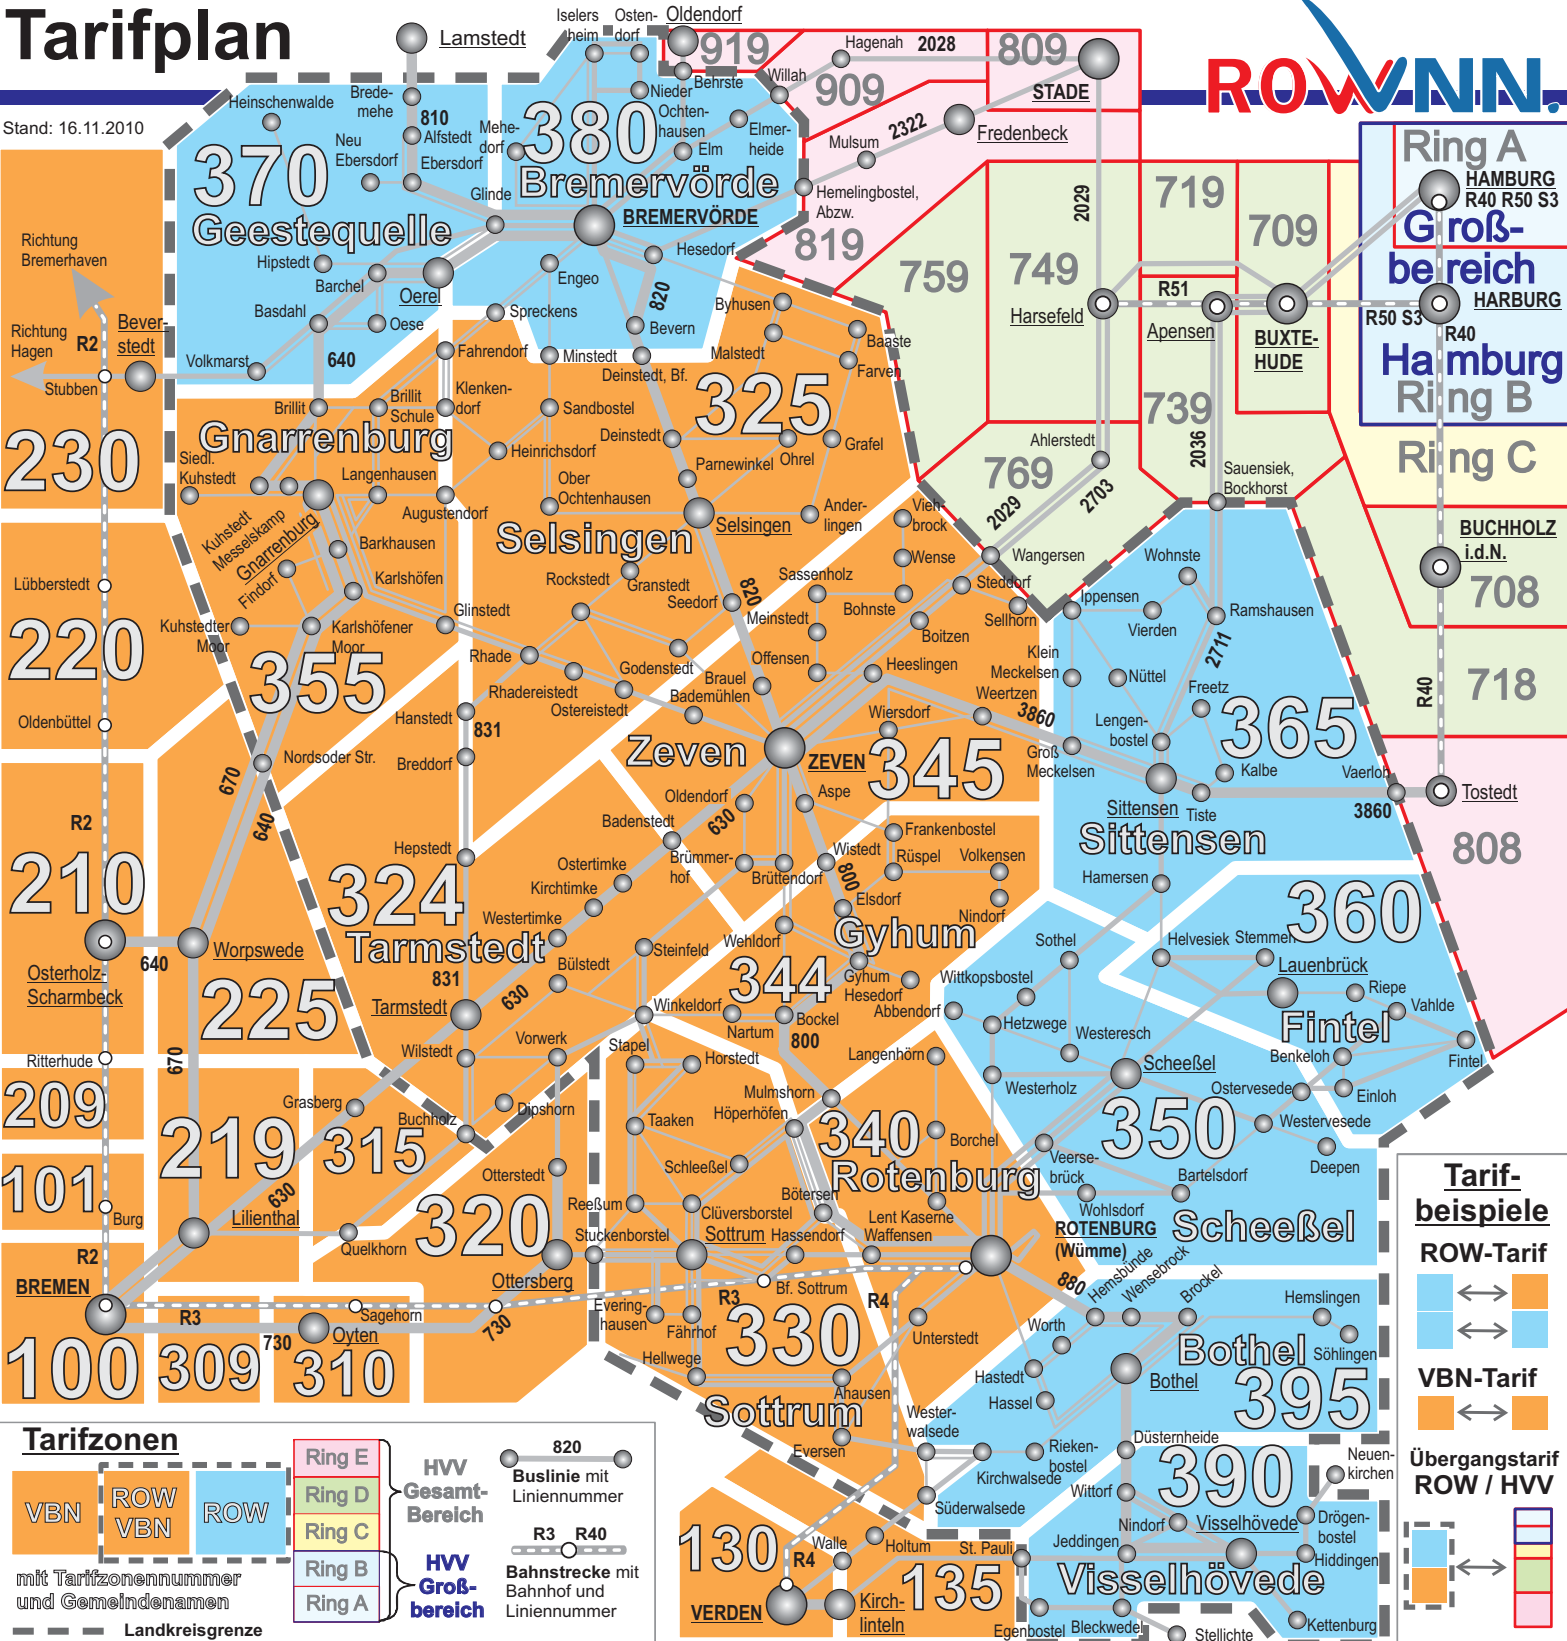 Tarifplan
Stand: 16.11.2010
ROWNN.
Lamstedt
Iselers
heim
Osten-
dorf
Oldendorf
919
Behrste
Willah
Hagenah
2028
809
909
STADE
2322
Fredenbeck
Mulsum
Hemelingbostel,
Abzw.
819
Heinschenwalde
Brede-
mehe
810
Alfstedt
Neu
Ebersdorf
Ebersdorf
Mehe-
dorf
380
Bremervörde
Nieder
Ochten-
hausen
Elm
Elmer-
heide
370
Geestequelle
Glinde
BREMERVÖRDE
Hesedorf
Hipstedt
Barchel
Oerel
Basdahl
Oese
Volkmarst
640
Engeo
Spreckens
820
Bevern
Minstedt
Richtung
Bremerhaven
Richtung
Hagen
R2
Bever-
stedt
Stubben
230
759
749
719
709
2029
R51
Harsefeld
Apensen
BUXTE-
HUDE
739
2036
Ahlerstedt
769
2029
2703
Sauensiek,
Bockhorst
Wangersen
Ring A
HAMBURG
R40 R50 S3
Groß-
bereich
HARBURG
R50 S3
R40
Hamburg
Ring B
Ring C
BUCHHOLZ
i.d.N.
708
718
R40
Tostedt
808
Fahrendorf
Klenken-
dorf
Brillit
Brillit
Schule
Gnarrenburg
Siedl.
Kuhstedt
Langenhausen
Augustendorf
Kuhstedt
Messelskamp
Gnarrenburg
Findorf
Barkhausen
Karlshöfen
Kuhstedter
Moor
Karlshöfener
Moor
355
Nordsoder Str.
670
640
Deinstedt, Bf.
Byhusen
Malstedt
Baaste
Farven
325
Sandbostel
Heinrichsdorf
Deinstedt
Ober
Ochtenhausen
Parnewinkel
Ohrel
Grafel
Selsingen
Selsingen
Ander-
lingen
Vieh-
brock
Wense
Rockstedt
Granstedt
Seedorf
820
Sassenholz
Meinstedt
Bohnste
Boitzen
Steddorf
Sellhorn
Offensen
Heeslingen
Glinstedt
Rhade
Rhadereistedt
Ostereistedt
Godenstedt
Brauel
Bademühlen
Hanstedt
831
Breddorf
Zeven
ZEVEN
Wiersdorf
345
Weertzen
3860
Klein
Meckelsen
Groß
Meckelsen
Ippensen
Wohnste
Vierden
Ramshausen
2711
Nüttel
Freetz
365
Lengen-
bostel
Kalbe
Vaerloh
Sittensen
Tiste
3860
Sittensen
Hamersen
Lübberstedt
220
Oldenbüttel
R2
210
Osterholz-
Scharmbeck
640
Worpswede
225
Ritterhude
209
670
219
101
Burg
R2
BREMEN
100
R3
309
730
Oyten
310
Sagehorn
730
Hepstedt
324
Tarmstedt
831
Tarmstedt
Wilstedt
Oldendorf
Badenstedt
630
Aspe
Ostertimke
Kirchtimke
Westertimke
Brümmer-
hof
Brüttendorf
Wistedt
800
Frankenbostel
Rüspel
Volkensen
Elsdorf
Nindorf
Steinfeld
Wehldorf
Gyhum
Bülstedt
630
344
Gyhum
Hesedorf
Winkeldorf
Nartum
Bockel
800
Abbendorf
Vorwerk
Stapel
Horstedt
Langenhörn
Mulmshorn
Höperhöfen
Grasberg
Buchholz
Dipshorn
315
Taaken
340
Borchel
Rotenburg
Schleeßel
Otterstedt
630
Lilienthal
Quelkhorn
320
Ottersberg
Reeßum
Stuckenborstel
Clüversborstel
Sottrum
Bötersen
Hassendorf
Lent Kaserne
Waffensen
ROTENBURG
(Wümme)
Bf. Sottrum
R3
R4
Evering-
hausen
Fährhof
330
Unterstedt
Hellwege
Ahausen
Sottrum
Eversen
360
Sothel
Helvesiek
Stemmen
Lauenbrück
Wittkopsbostel
Riepe
Vahlde
Fintel
Hetzwege
Westeresch
Scheeßel
Benkeloh
Fintel
Westerholz
Ostervesede
Einloh
350
Westervesede
Veerse-
brück
Bartelsdorf
Deepen
Wohlsdorf
Scheeßel
880
Hemsbünde
Wensebrock
Brockel
Hemslingen
Worth
Söhlingen
Bothel
Hastedt
Bothel
395
Hassel
Wester-
walsede
Rieken-
bostel
Kirchwalsede
Süderwalsede
Düsternheide
Neuen-
kirchen
390
Wittorf
Nindorf
Visselhövede
Drögen-
bostel
Jeddingen
Hiddingen
Visselhövede
St. Pauli
Egenbostel
Bleckwedel
Stellichte
Kettenburg
130
R4
Walle
Holtum
135
VERDEN
Kirch-
linteln
Tarifzonen
VBN
ROW
VBN
ROW
mit Tarifzonennummer
und Gemeindenamen
Landkreisgrenze
Ring E
Ring D
Ring C
Ring B
Ring A
HVV
Gesamt-
Bereich
HVV
Groß-
bereich
820
Buslinie mit
Liniennummer
R3 R40
Bahnstrecke mit
Bahnhof und
Liniennummer
Tarif-
beispiele
ROW-Tarif
VBN-Tarif
Übergangstarif
ROW / HVV